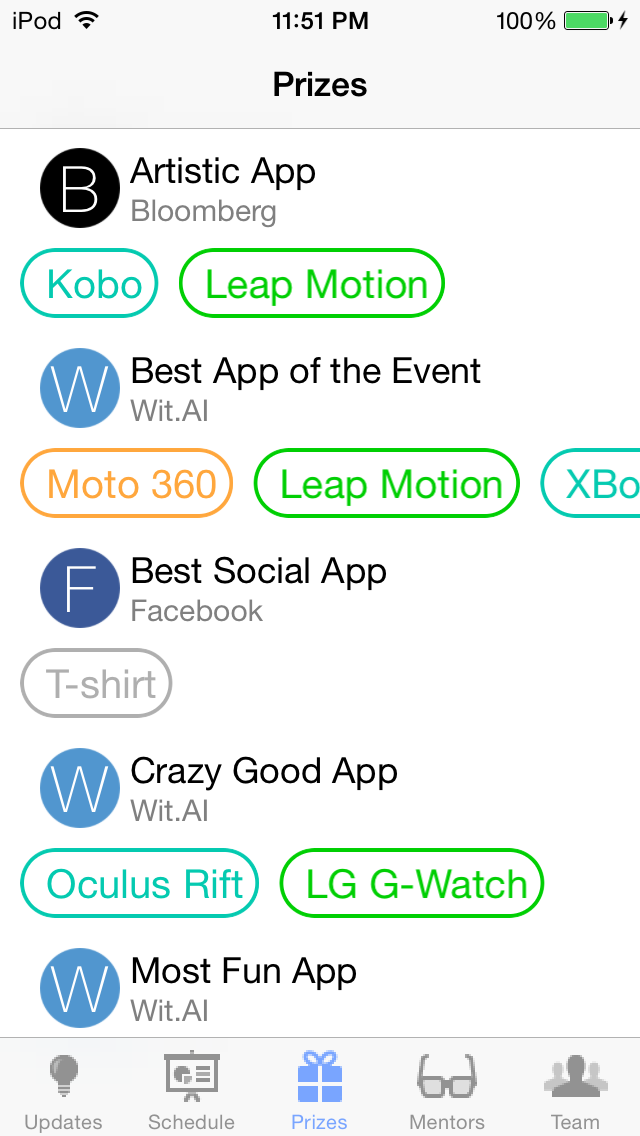 iPod 11:51 PM 100%
Prizes
B
Artistic App
Bloomberg
Kobo Leap Motion
W
Best App of the Event
Wit.AI
Moto 360 Leap Motion XBo
F
Best Social App
Facebook
T-shirt
W
Crazy Good App
Wit.AI
Oculus Rift LG G-Watch
W
Most Fun App
Wit.AI
Updates Schedule Prizes Mentors Team